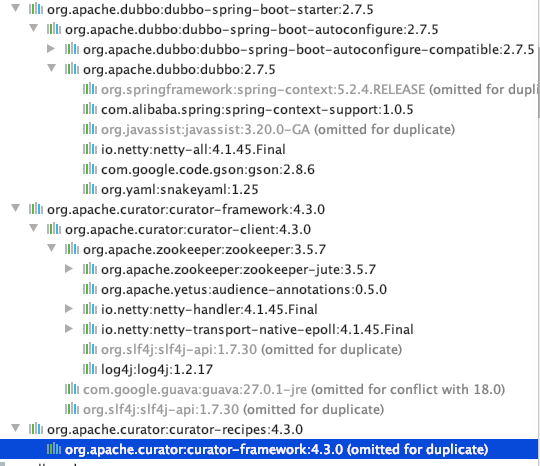 org.apache.dubbo:dubbo-spring-boot-starter:2.7.5
org.apache.dubbo:dubbo-spring-boot-autoconfigure:2.7.5
org.apache.dubbo:dubbo-spring-boot-autoconfigure-compatible:2.7.5
org.apache.dubbo:dubbo:2.7.5
org.springframework:spring-context:5.2.4.RELEASE (omitted for dupli
com.alibaba.spring:spring-context-support:1.0.5
org.javassist:javassist:3.20.0-GA (omitted for duplicate)
io.netty:netty-all:4.1.45.Final
com.google.code.gson:gson:2.8.6
org.yaml:snakeyaml:1.25
org.apache.curator:curator-framework:4.3.0
org.apache.curator:curator-client:4.3.0
org.apache.zookeeper:zookeeper:3.5.7
org.apache.zookeeper:zookeeper-jute:3.5.7
org.apache.yetus:audience-annotations:0.5.0
io.netty:netty-handler:4.1.45.Final
io.netty:netty-transport-native-epoll:4.1.45.Final
org.slf4j:slf4j-api:1.7.30 (omitted for duplicate)
log4j:log4j:1.2.17
com.google.guava:guava:27.0.1-jre (omitted for conflict with 18.0)
org.slf4j:slf4j-api:1.7.30 (omitted for duplicate)
org.apache.curator:curator-recipes:4.3.0
org.apache.curator:curator-framework:4.3.0 (omitted for duplicate)